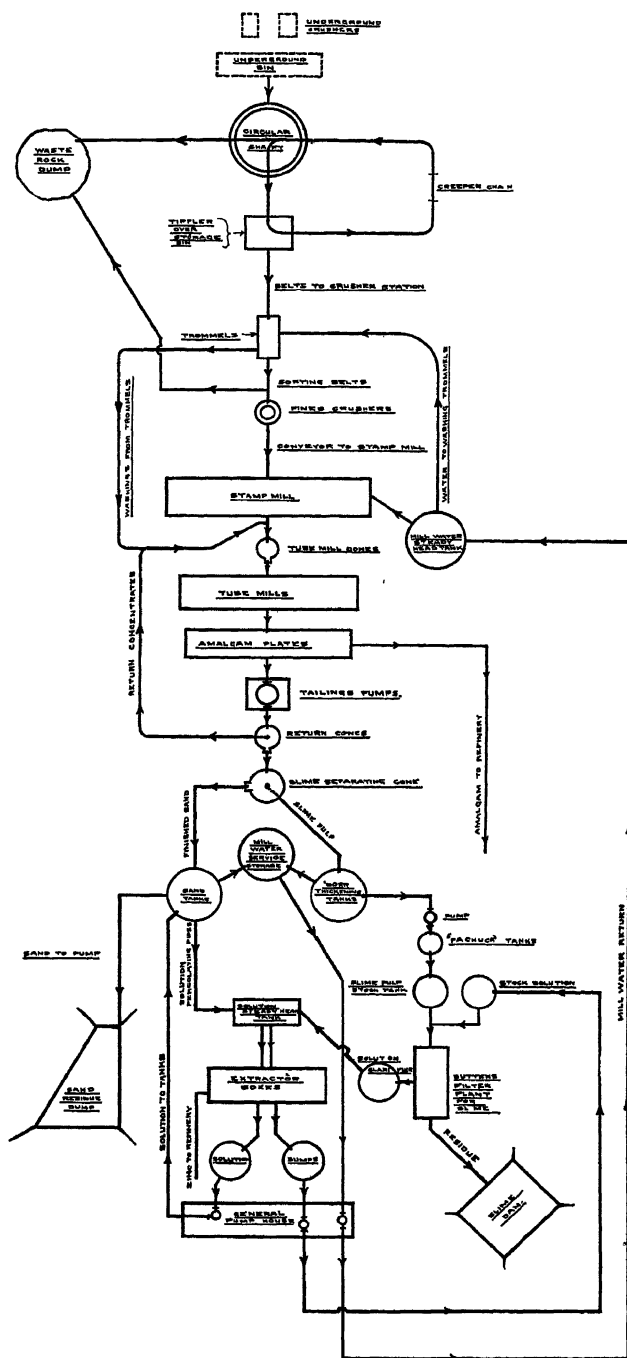 UNDERGROUND
CRUSHERS
UNDERGROUND
BIN
CIRCULAR
SHAFT
WASTE
ROCK
DUMP
CREEPER CHAIN
TIPPLER
OVER
STORAGE
BIN
BELTS TO CRUSHER STATION
TROMMELS
SORTING BELTS
FINES CRUSHERS
CONVEYOR TO STAMP MILL
WASHINGS FROM TROMMELS
WATER TO WASHING TROMMELS
STAMP MILL
MILL WATER
STEADY
HEAD TANK
TUBE MILL CONES
TUBE MILLS
RETURN CONCENTRATES
AMALGAM PLATES
TAILINGS PUMPS
RETURN CONES
SLIME SEPARATING CONE
AMALGAM TO REFINERY
FINISHED SAND
SLIME PULP
MILL
WATER
SERVICE
STORAGE
SAND
TANKS
"DORR"
THICKENING
TANKS
PUMP
"PACHUCA" TANKS
SAND TO PUMP
SOLUTION
PERCOLATING
SLIME PULP
STOCK TANK
STOCK SOLUTION
MILL WATER RETURN
SOLUTION
STEADY HEAD
TANK
SOLUTION
EXTRACTOR
BOXES
BUTTERS
FILTER
PLANT
FOR
SLIME
SAND
RESIDUE
DUMP
SOLUTION TO TANKS
ZINC TO REFINERY
RESIDUE
SOLUTION
SUMPS
SLIME
DAM.
GENERAL
PUMP HOUSE